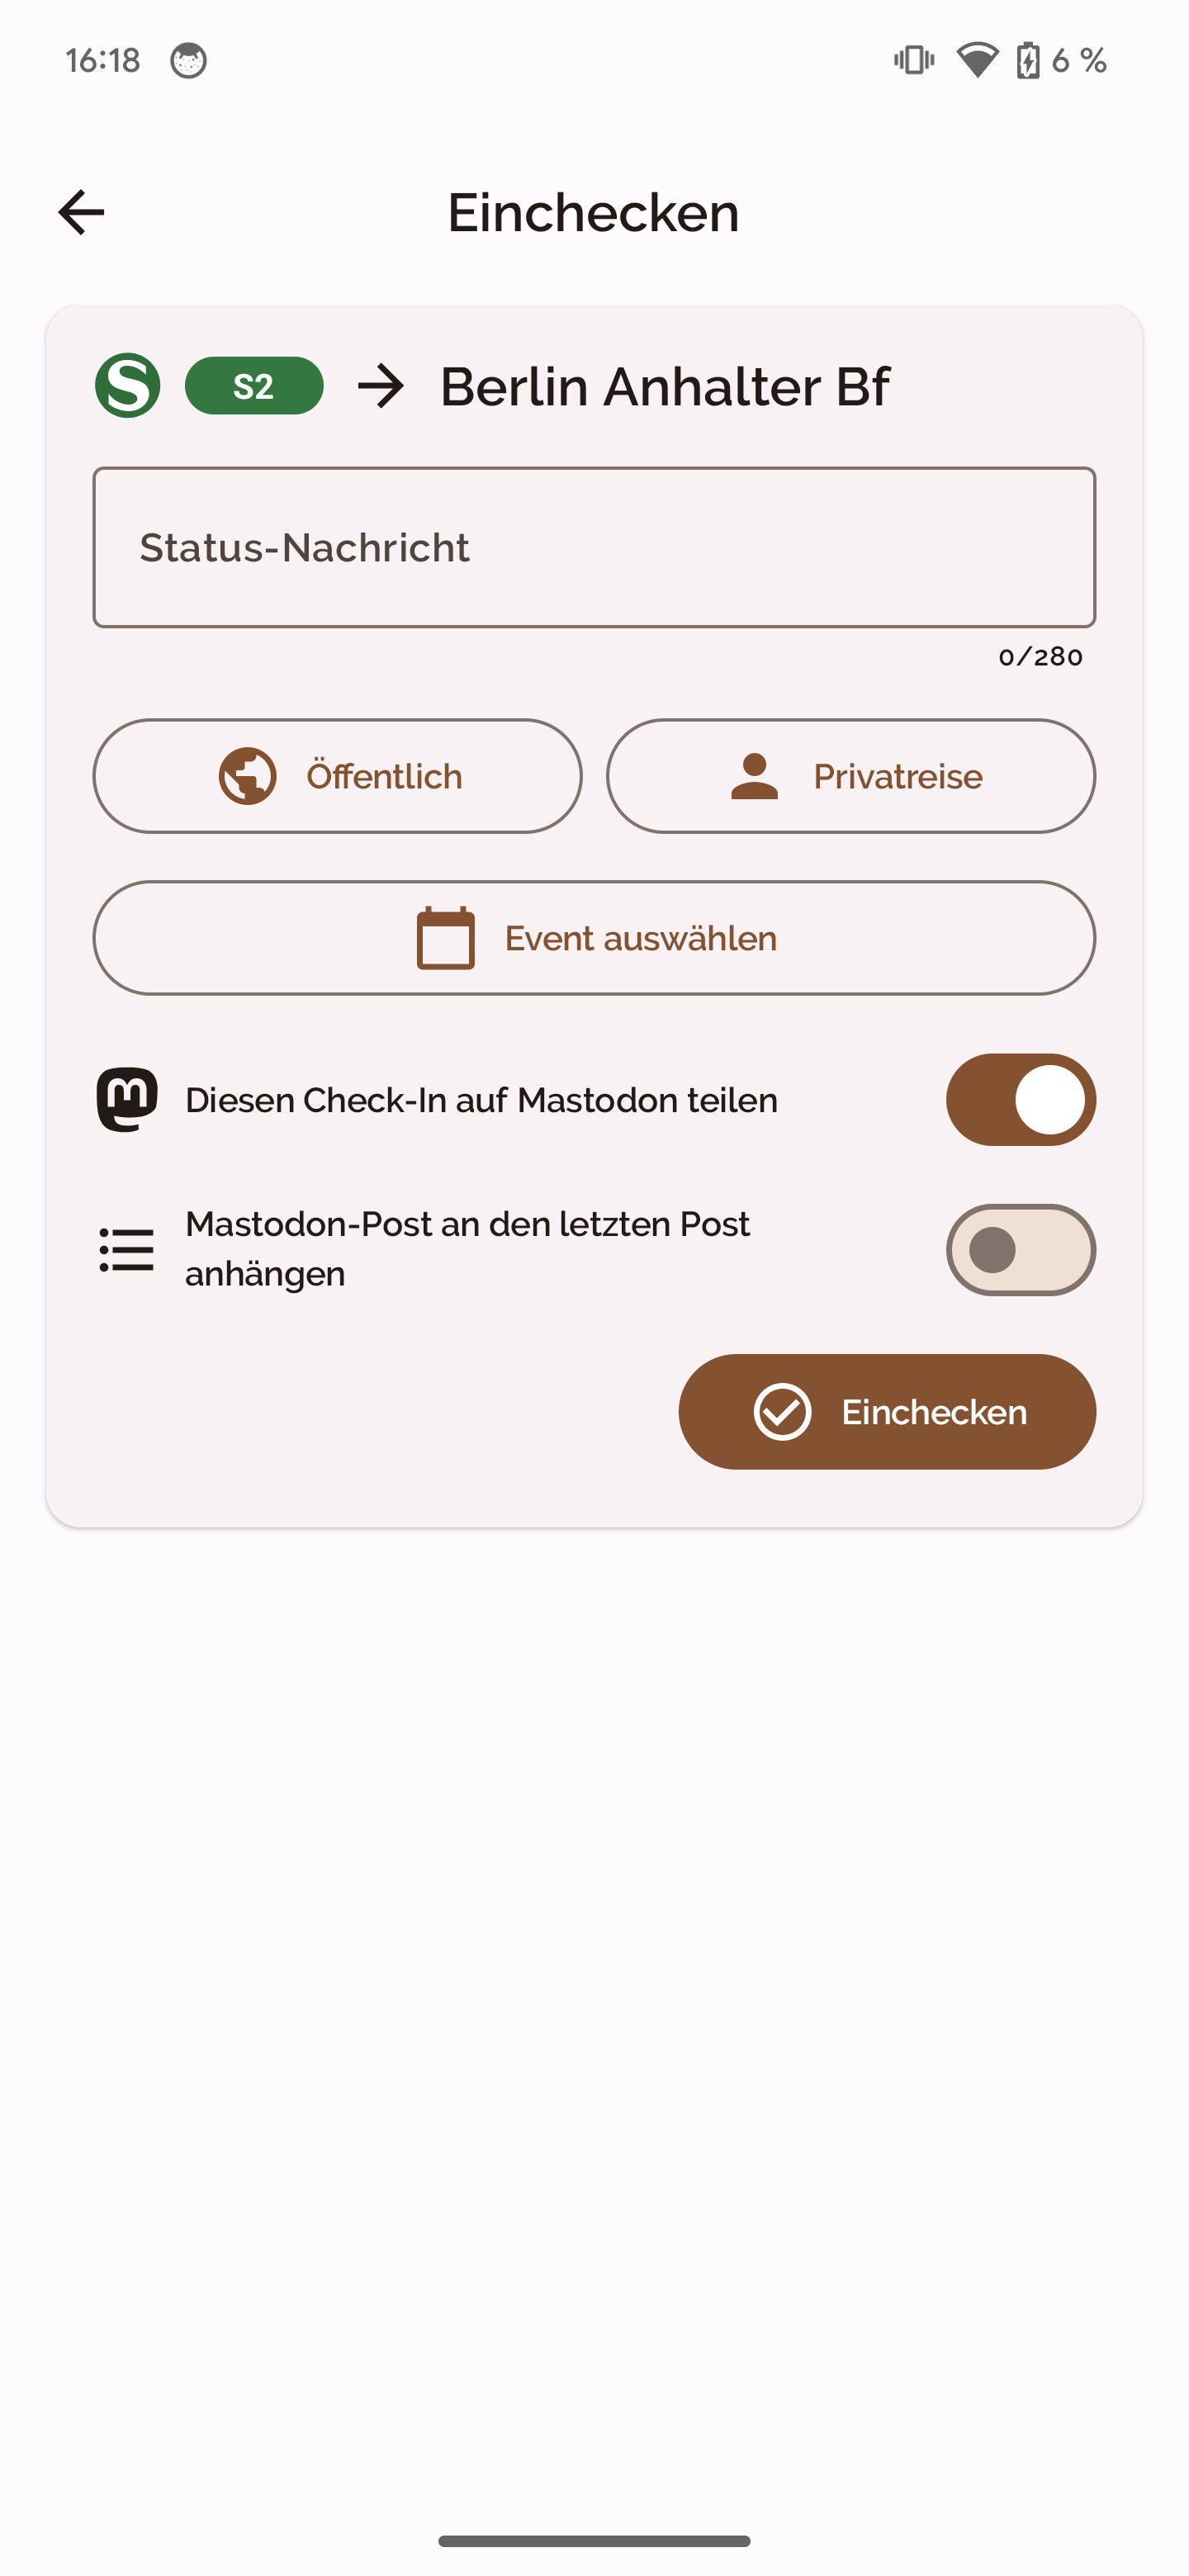 16:18
6 %
Einchecken
S S2 → Berlin Anhalter Bf
Status-Nachricht
0/280
Öffentlich
Privatreise
Event auswählen
Diesen Check-In auf Mastodon teilen
Mastodon-Post an den letzten Post
anhängen
Einchecken